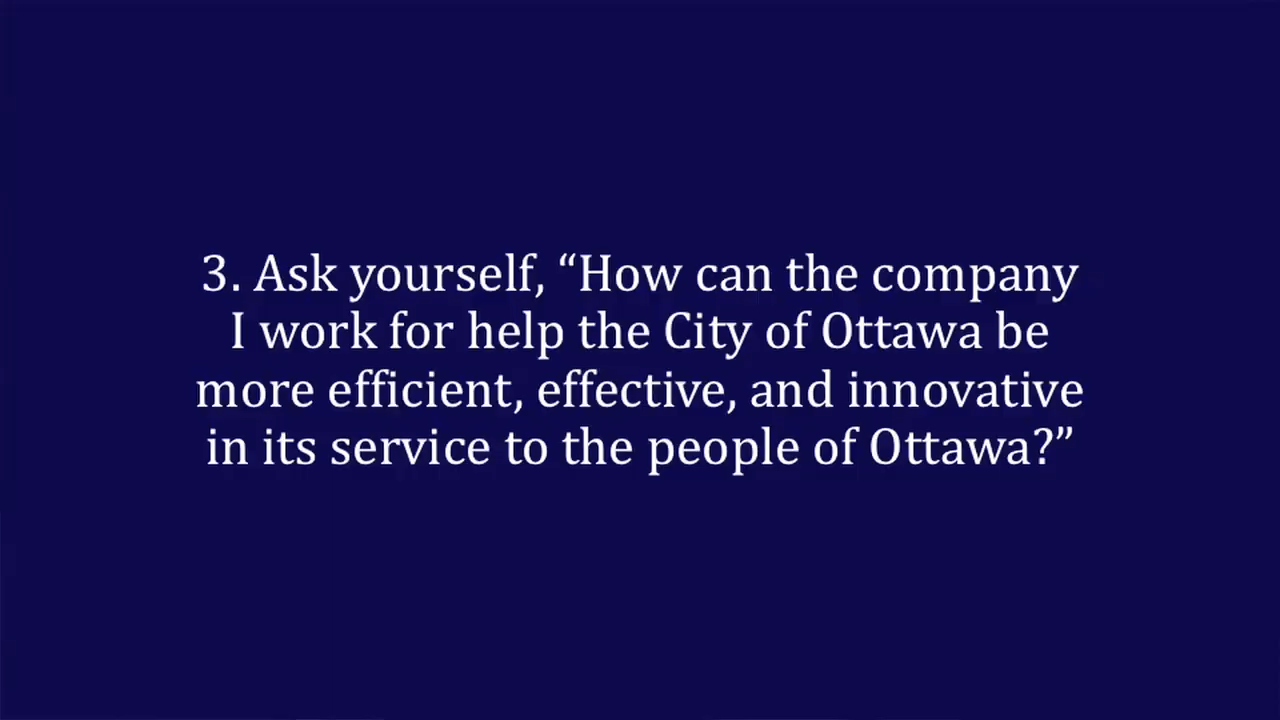 3. Ask yourself, “How can the company
I work for help the City of Ottawa be
more efficient, effective, and innovative
in its service to the people of Ottawa?”